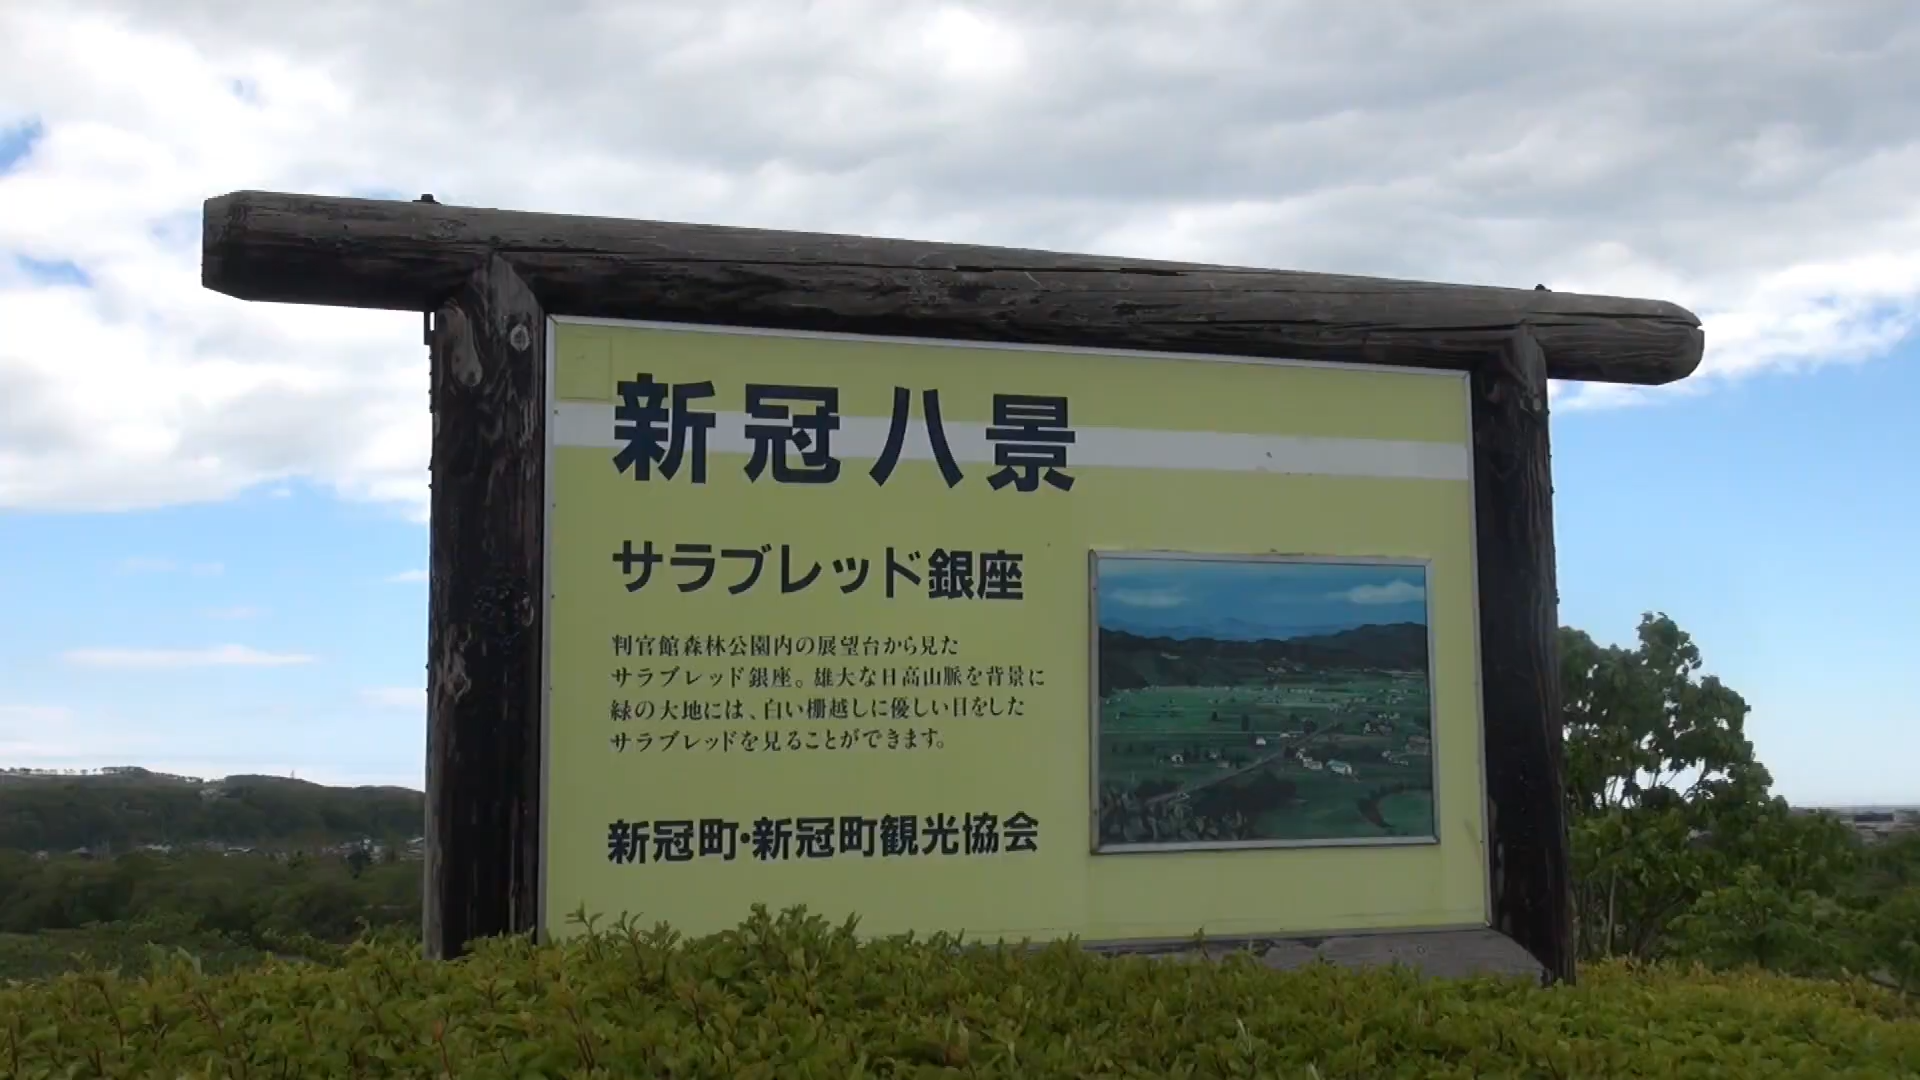 新冠八景
サラブレッド銀座
判官館森林公園内の展望台から見た
サラブレッド銀座。雄大な日高山脈を背景に
緑の大地には、白い柵越しに優しい目をした
サラブレッドを見ることができます。
新冠町・新冠町観光協会